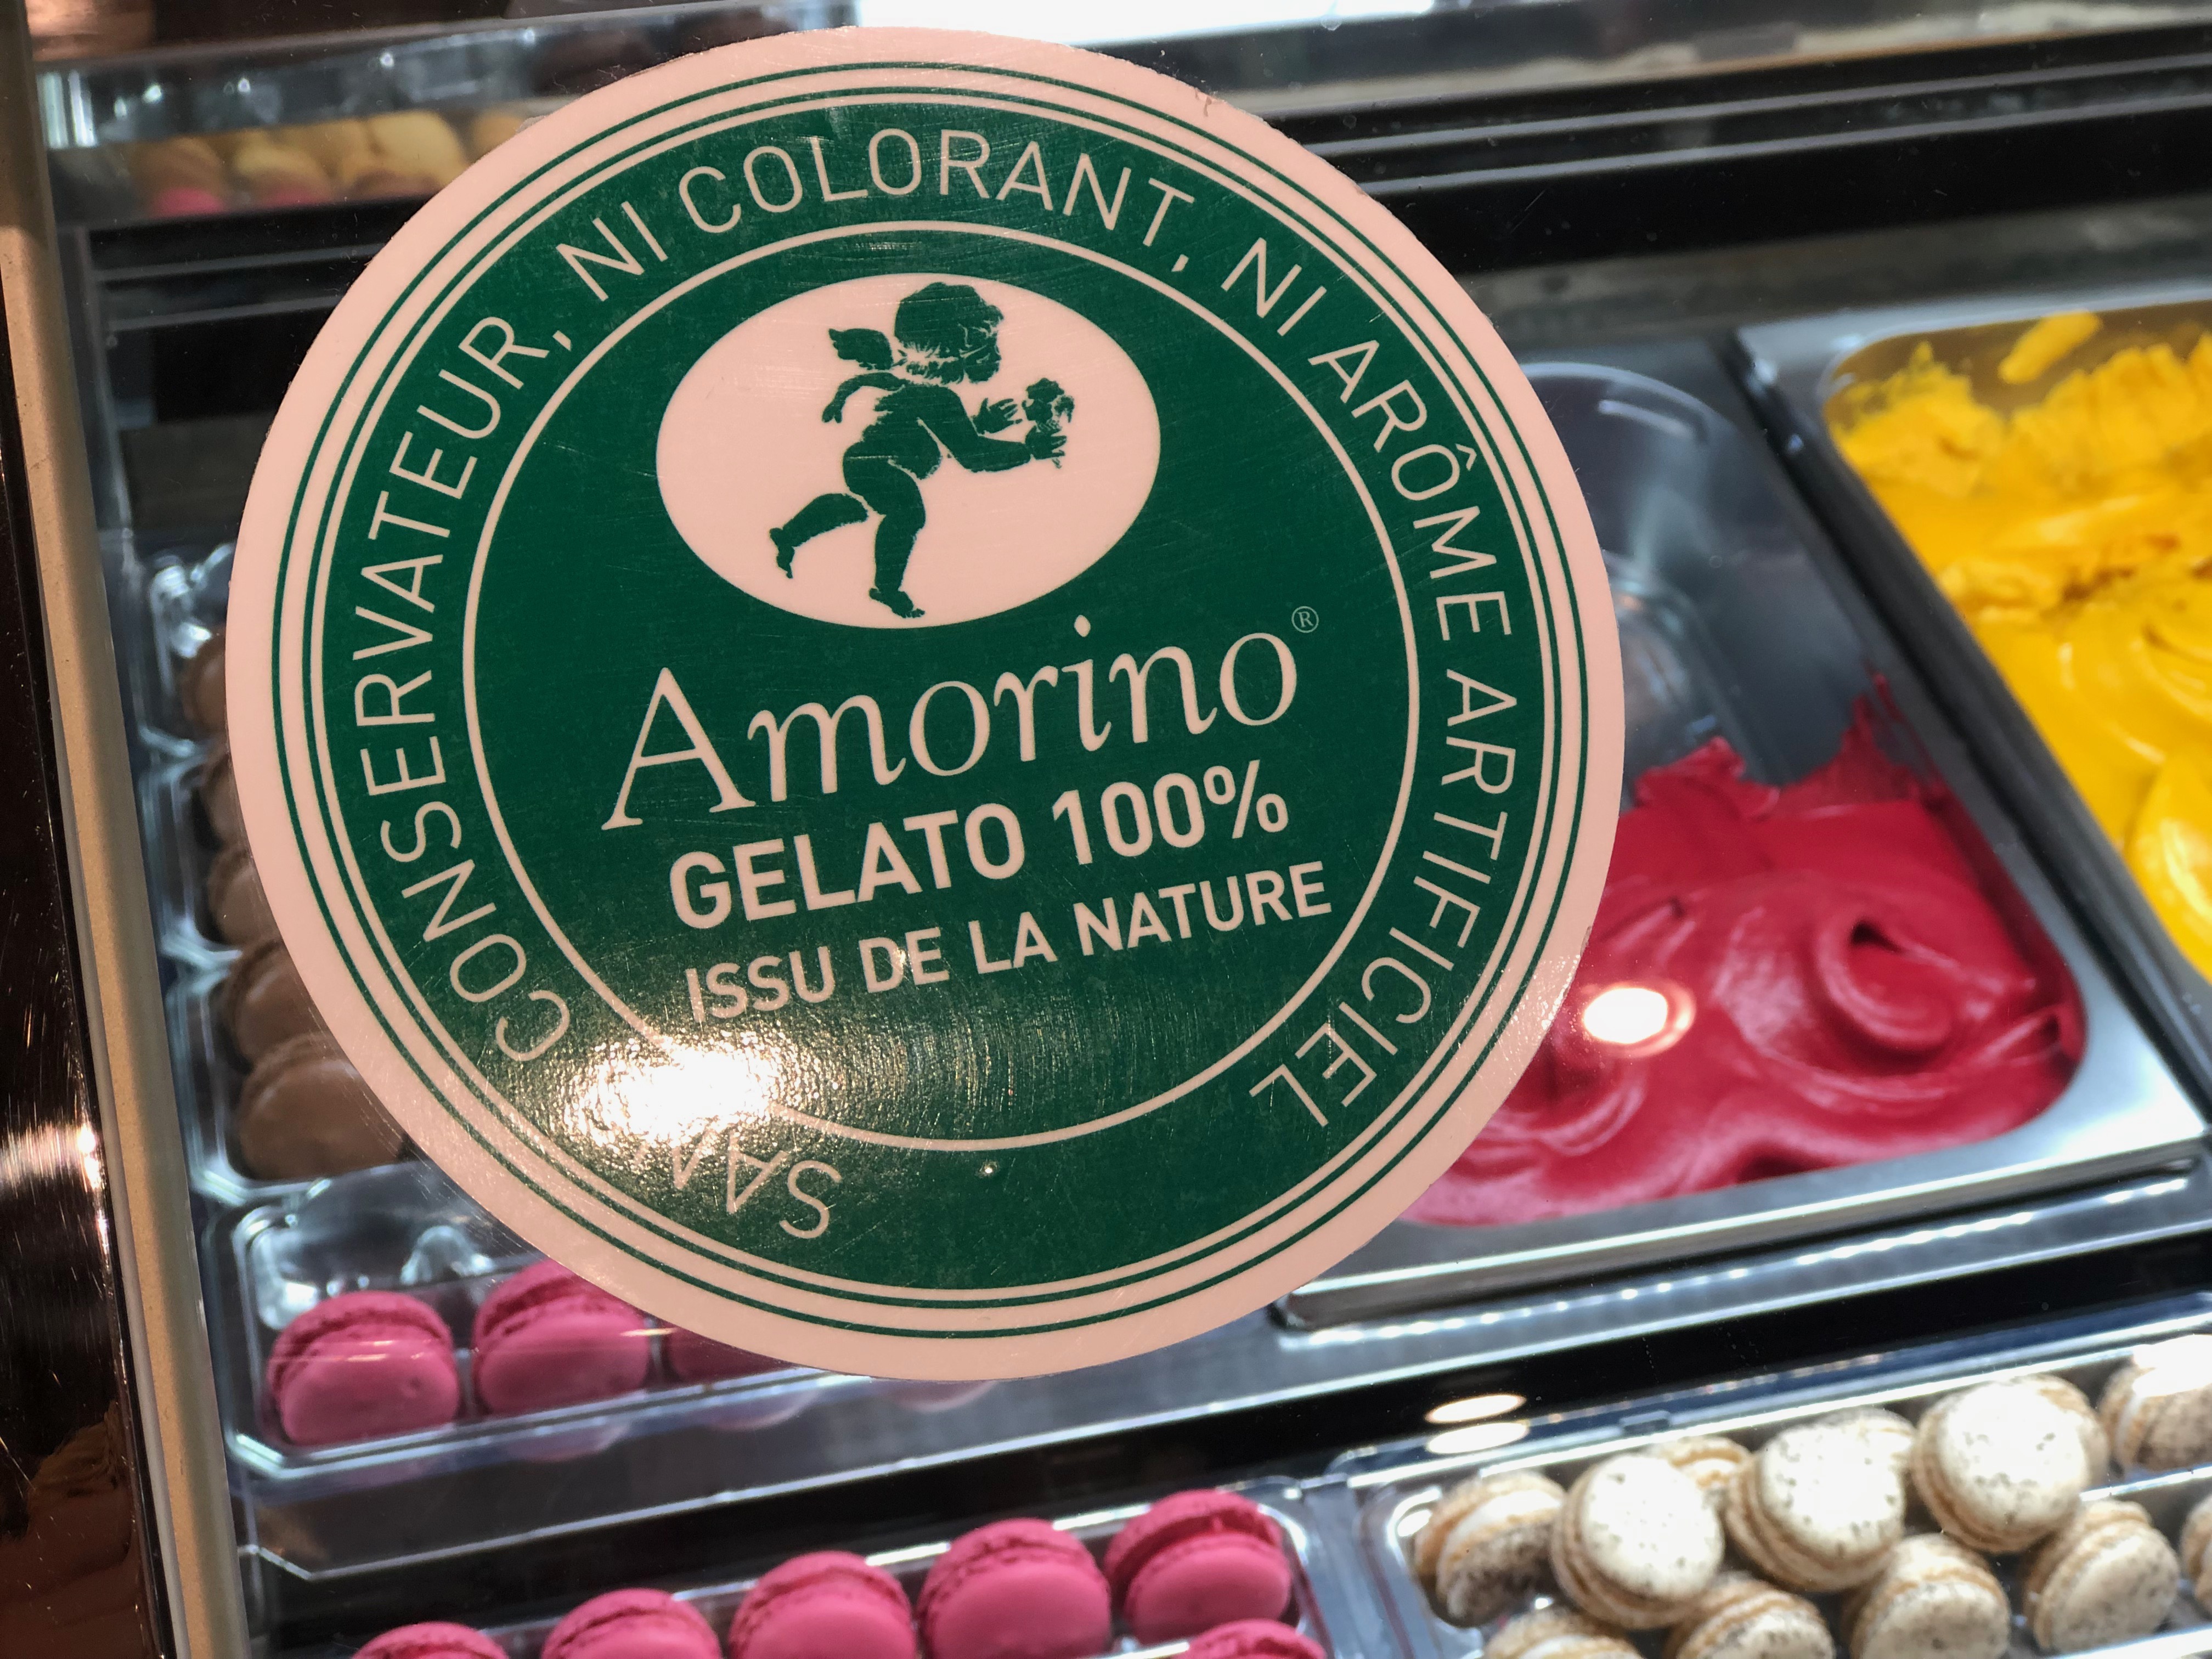 SANS CONSERVATEUR, NI COLORANT, NI ARÔME ARTIFICIEL
Amorino®
GELATO 100%
ISSU DE LA NATURE